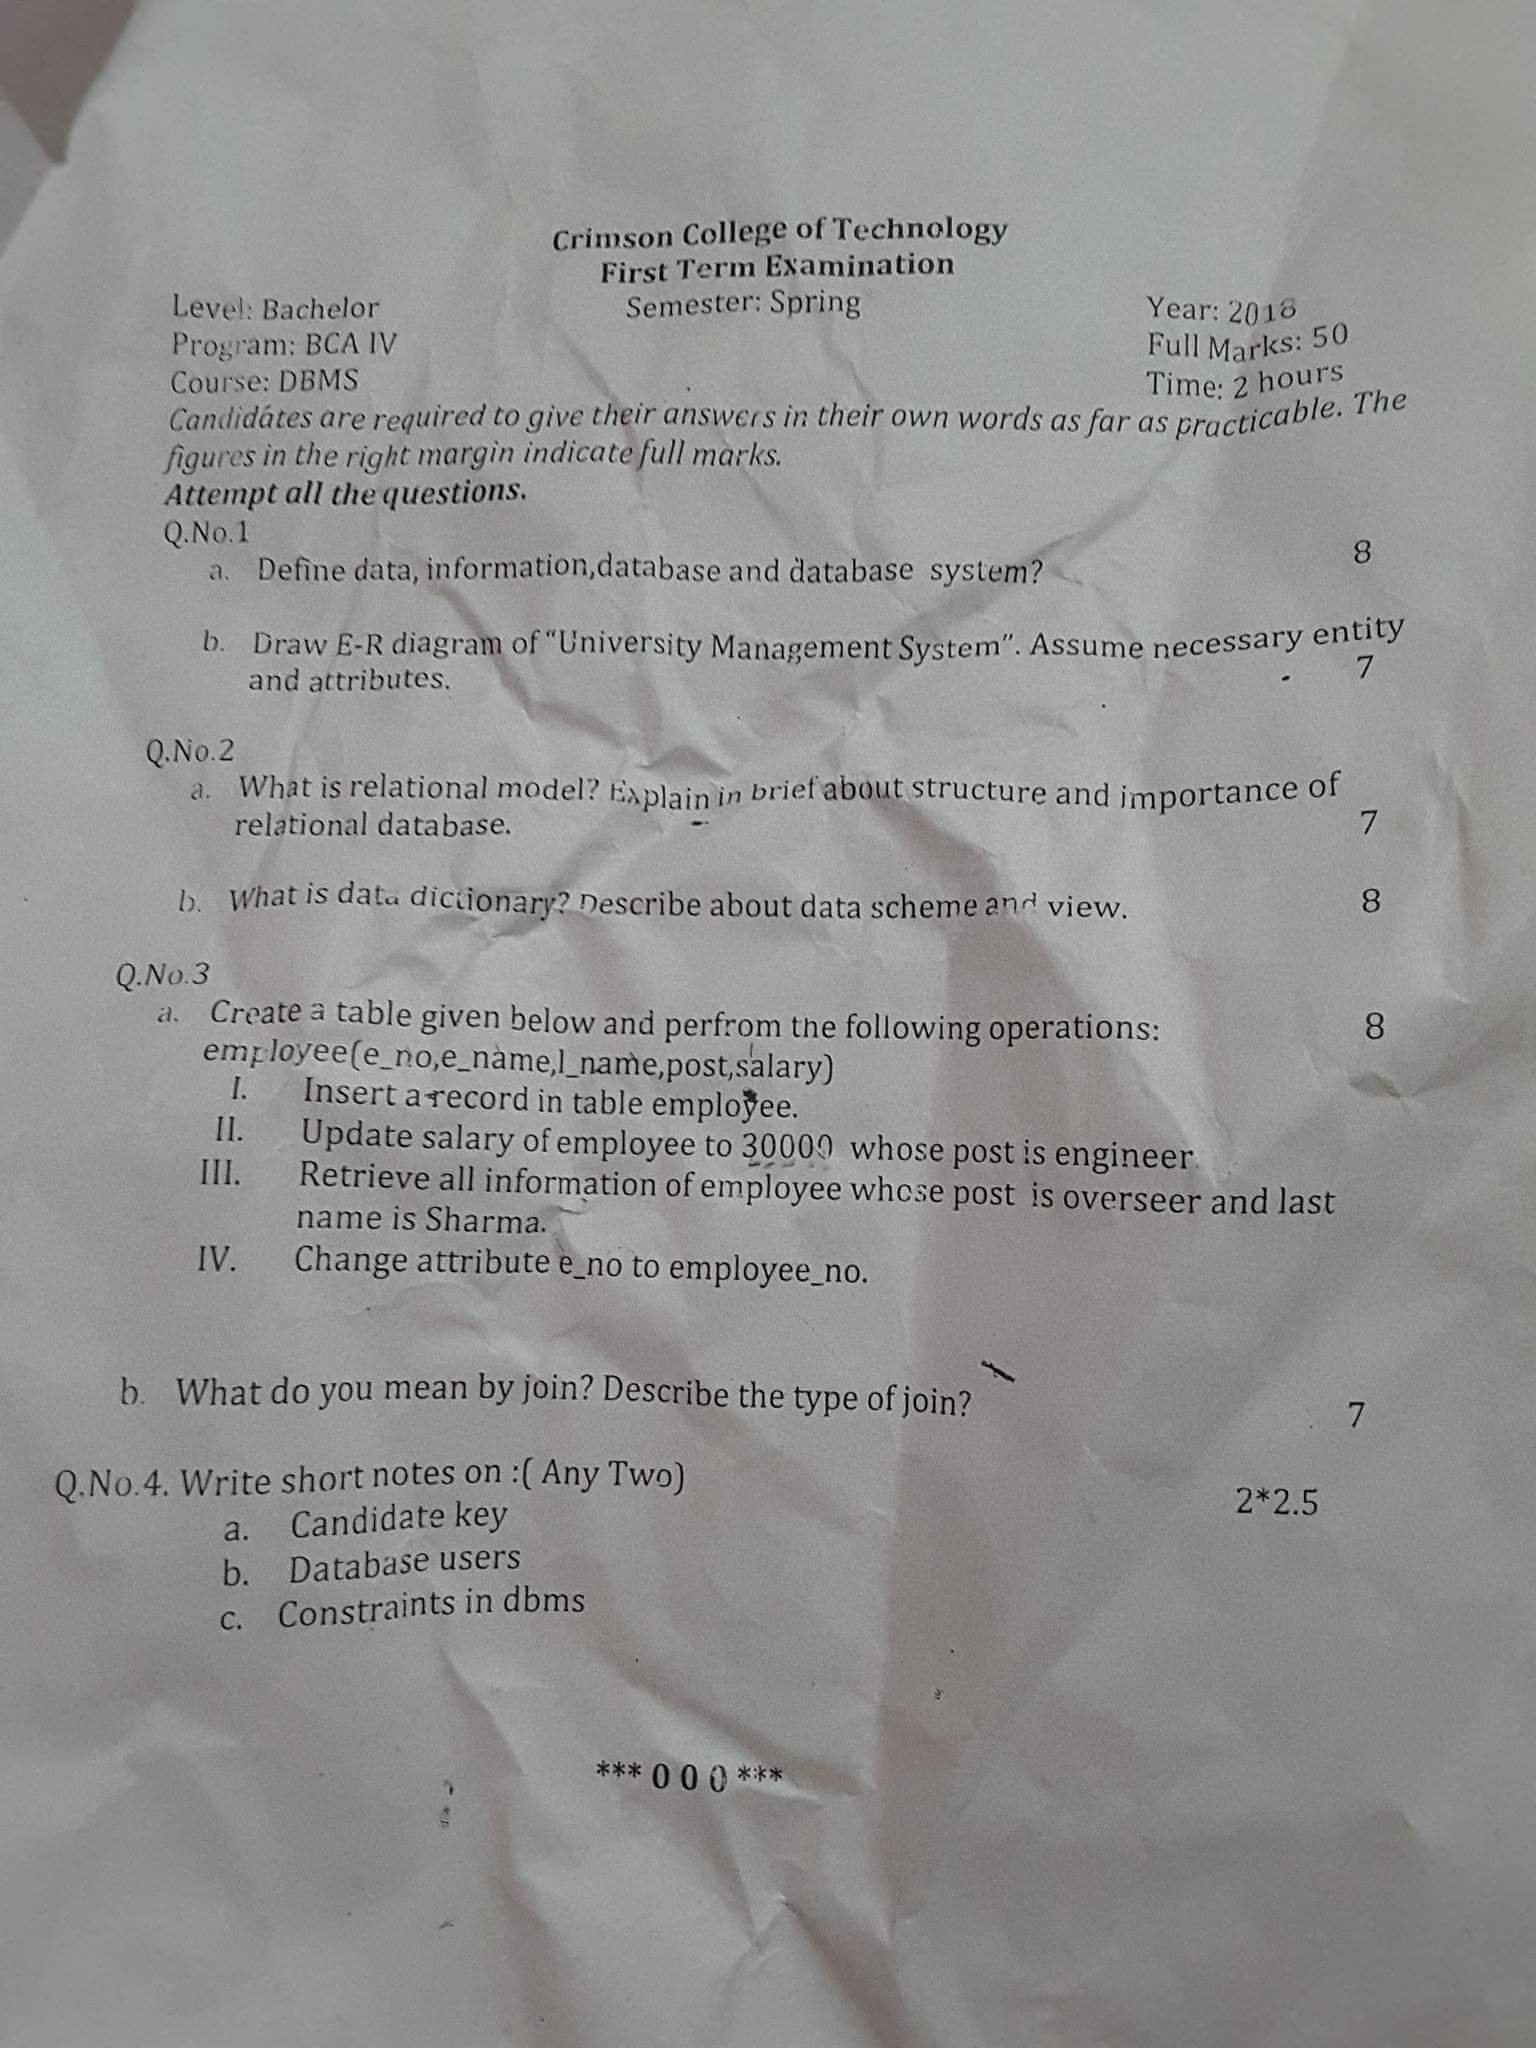 Crimson College of Technology
First Term Examination
Level: Bachelor Semester: Spring Year: 2018
Program: BCA IV Full Marks: 50
Course: DBMS Time: 2 hours
Candidates are required to give their answers in their own words as far as practicable. The
figures in the right margin indicate full marks.
Attempt all the questions.
Q.No.1
a. Define data, information,database and database system? 8
b. Draw E-R diagram of "University Management System". Assume necessary entity
and attributes. 7
Q.No.2
a. What is relational model? Explain in brief about structure and importance of
relational database. 7
b. What is data dictionary? Describe about data scheme and view. 8
Q.No.3
a. Create a table given below and perfrom the following operations: 8
employee(e_no,e_name,l_name,post,salary)
I. Insert a record in table employee.
II. Update salary of employee to 30000 whose post is engineer.
III. Retrieve all information of employee whose post is overseer and last
name is Sharma.
IV. Change attribute e_no to employee_no.
b. What do you mean by join? Describe the type of join? 7
Q.No.4. Write short notes on :( Any Two) 2*2.5
a. Candidate key
b. Database users
c. Constraints in dbms
*** 0 0 0 ***